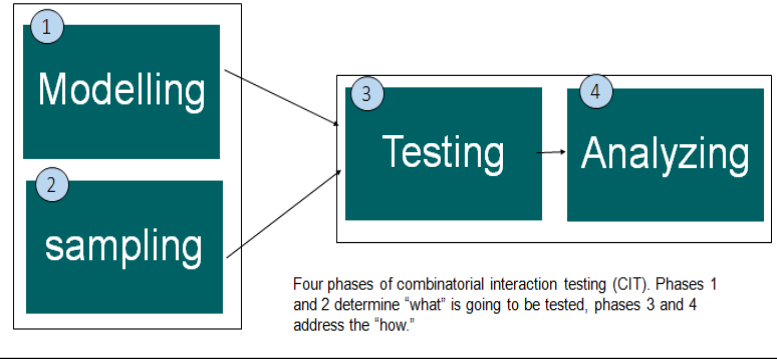 1
Modelling
2
sampling
3
Testing
4
Analyzing
Four phases of combinatorial interaction testing (CIT). Phases 1
and 2 determine “what” is going to be tested, phases 3 and 4
address the “how.”